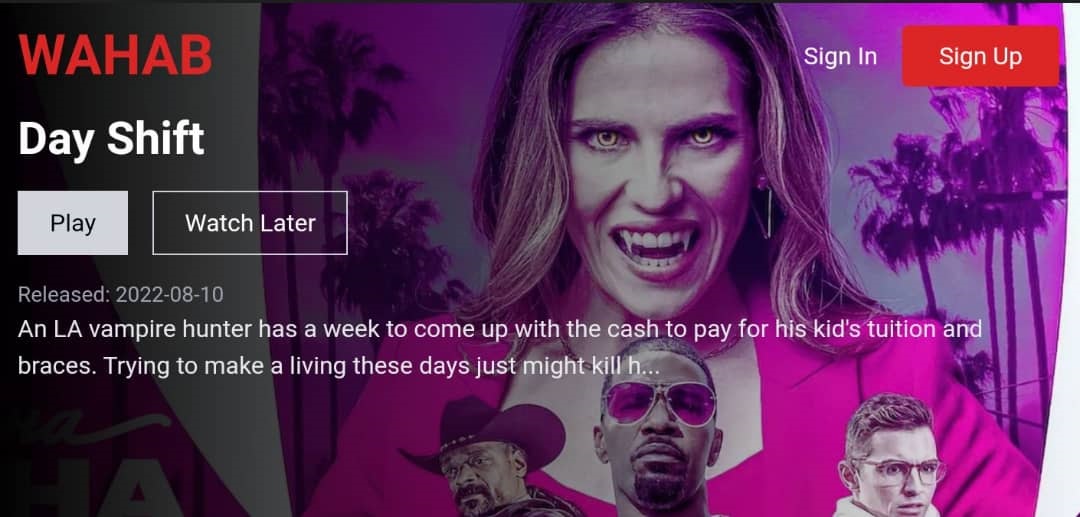 WAHAB
Sign In
Sign Up
Day Shift
Play
Watch Later
Released: 2022-08-10
An LA vampire hunter has a week to come up with the cash to pay for his kid's tuition and
braces. Trying to make a living these days just might kill h...
HA